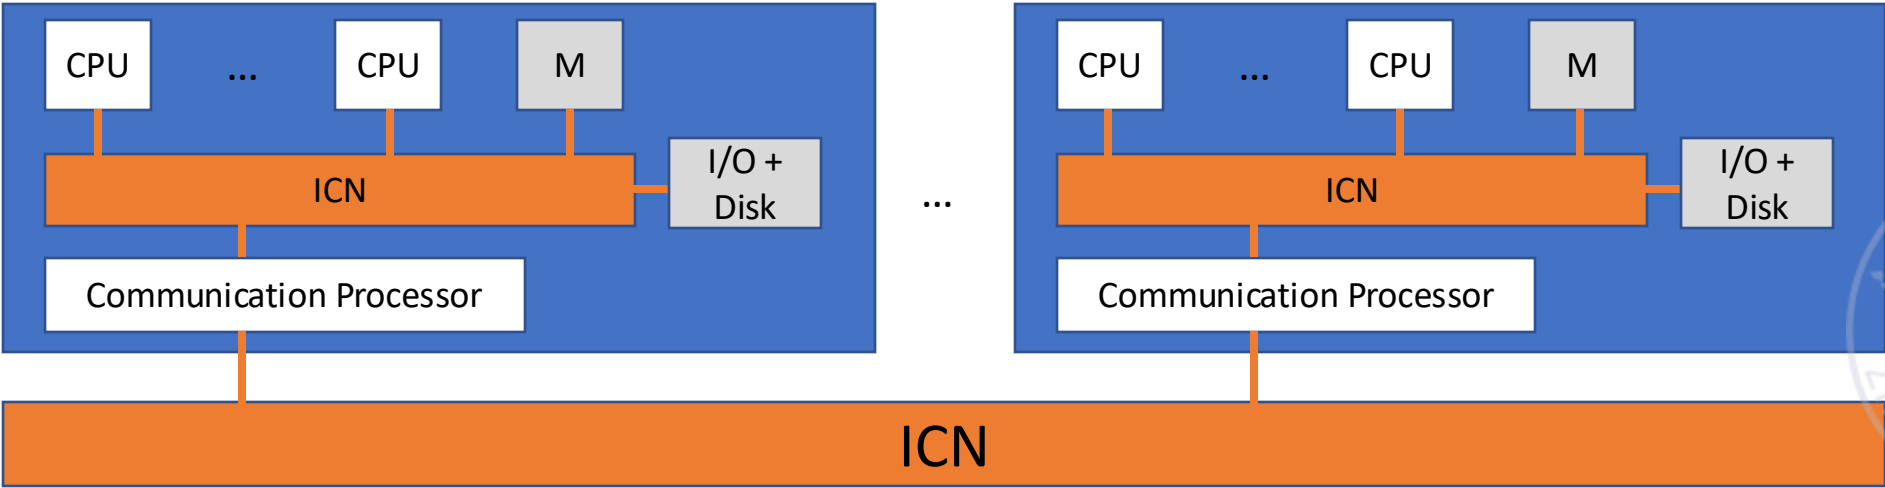 CPU
...
CPU
M
ICN
I/O +
Disk
Communication Processor
...
CPU
...
CPU
M
ICN
I/O +
Disk
Communication Processor
ICN